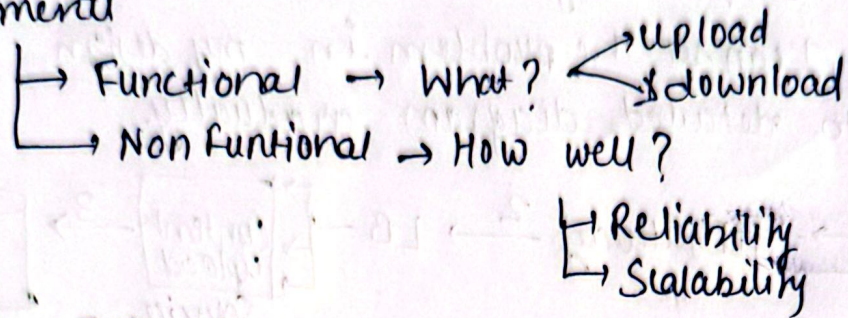 Upload
→ Functional → What?
download
→ Non Funtional → How well?
→ Reliability
→ Scalability